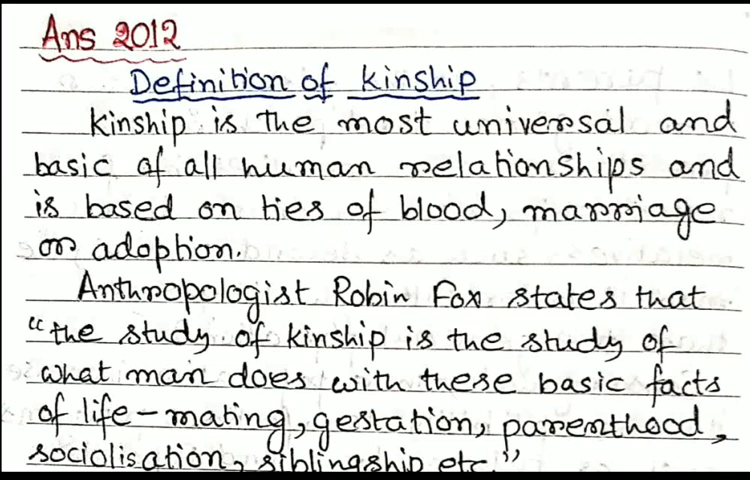 Ans 2012
Definition of kinship
Kinship is the most universal and
basic of all human relationships and
is based on ties of blood, marriage
or adoption.
Anthropologist Robin Fox states that
"the study of kinship is the study of
what man does with these basic facts
of life - mating, gestation, parenthood,
sociolisation, siblingship etc."